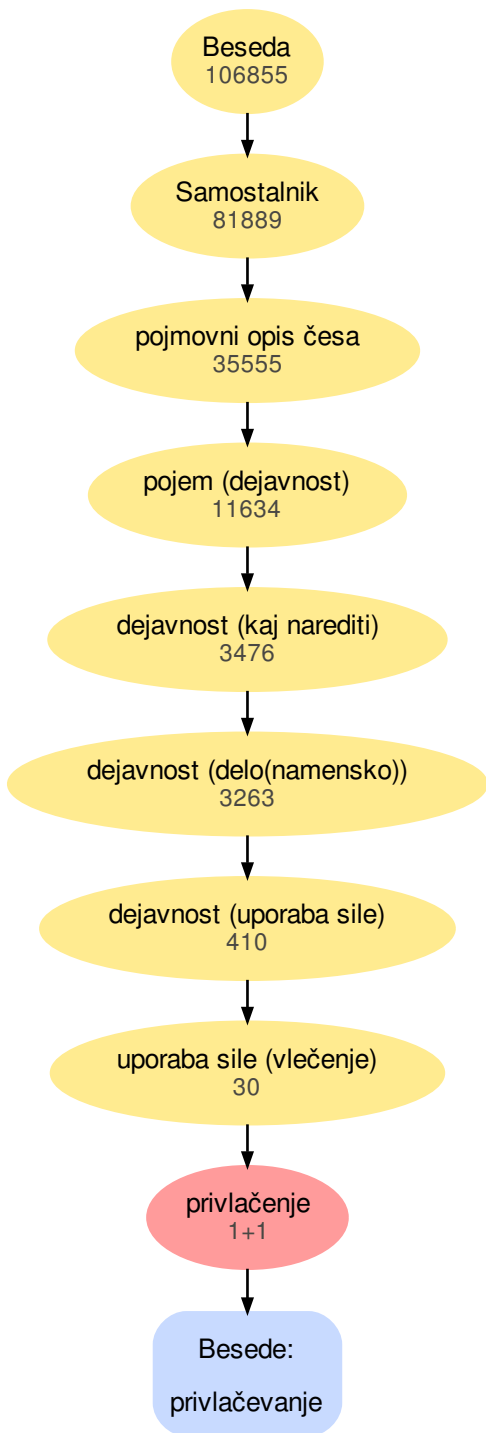 Beseda
106855
Samostalnik
81889
pojmovni opis česa
35555
pojem (dejavnost)
11634
dejavnost (kaj narediti)
3476
dejavnost (delo(namensko))
3263
dejavnost (uporaba sile)
410
uporaba sile (vlečenje)
30
privlačenje
1+1
Besede:
privlačevanje